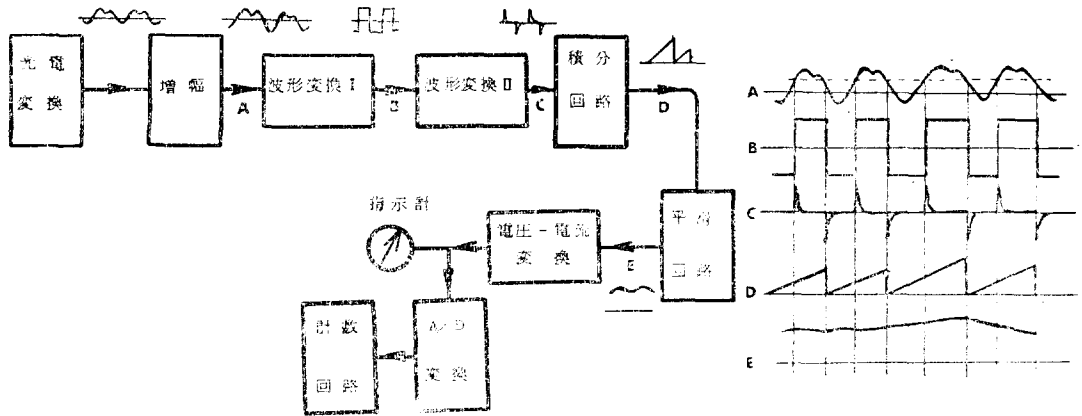 光電
変換
増幅
A
波形変換 I
B
波形変換 II
C
積分
回路
D
平滑
回路
E
電圧-電流
変換
指示計
A/D
変換
計数
回路
A
B
C
D
E